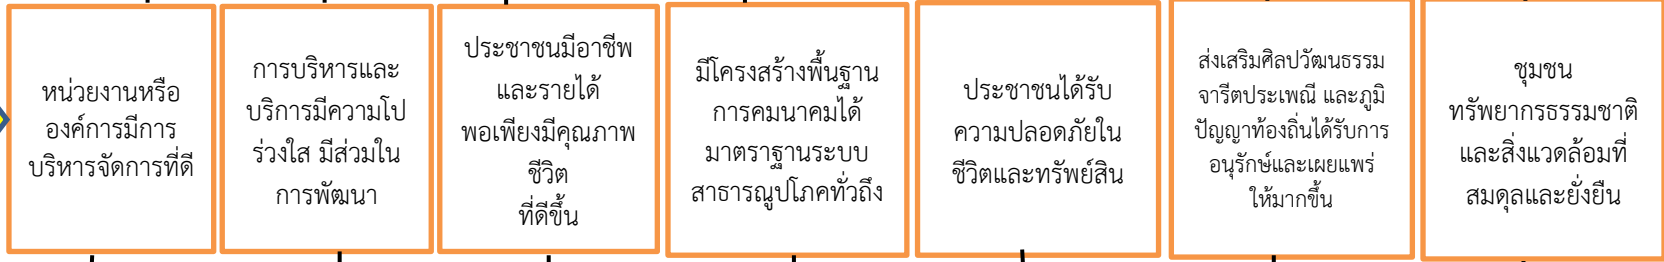 หน่วยงานหรือ
องค์การมีการ
บริหารจัดการที่ดี
การบริหารและ
บริการมีความโป
ร่วงใส มีส่วมใน
การพัฒนา
ประชาชนมีอาชีพ
และรายได้
พอเพียงมีคุณภาพ
ชีวิต
ที่ดีขึ้น
มีโครงสร้างพื้นฐาน
การคมนาคมได้
มาตราฐานระบบ
สาธารณูปโภคทั่วถึง
ประชาชนได้รับ
ความปลอดภัยใน
ชีวิตและทรัพย์สิน
ส่งเสริมศิลปวัฒนธรรม
จารีตประเพณี และภูมิ
ปัญญาท้องถิ่นได้รับการ
อนุรักษ์และเผยแพร่
ให้มากขึ้น
ชุมชน
ทรัพยากรธรรมชาติ
และสิ่งแวดล้อมที่
สมดุลและยั่งยืน